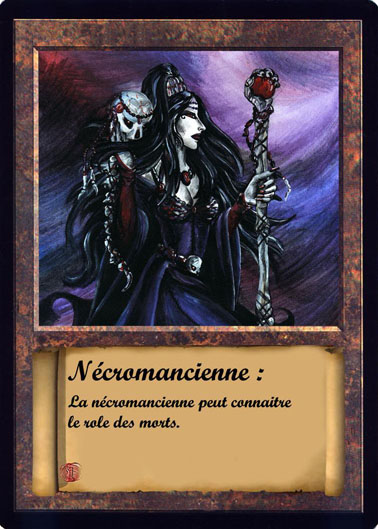 Nécromancienne :
La nécromancienne peut connaitre
le role des morts.